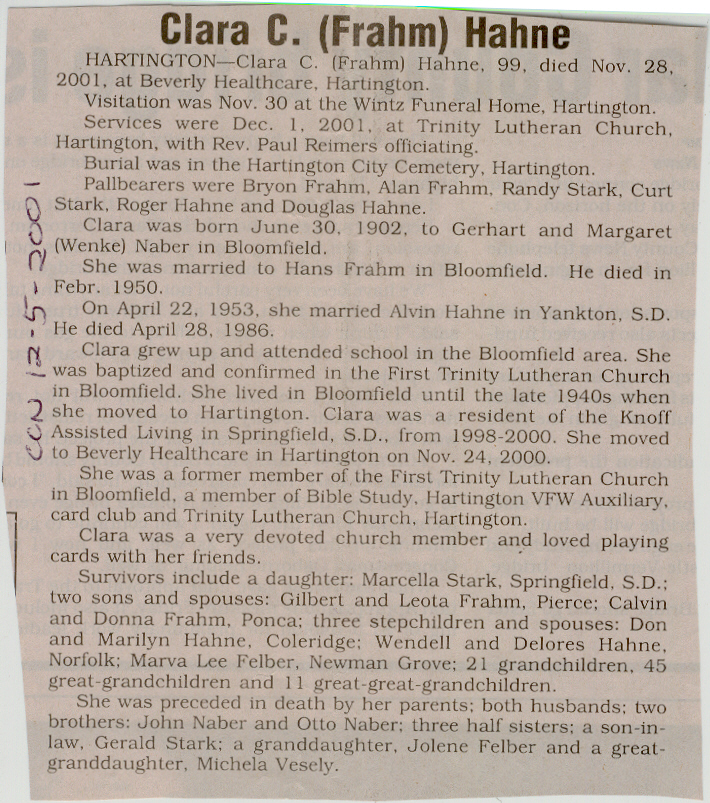 Clara C. (Frahm) Hahne
HARTINGTON—Clara C. (Frahm) Hahne, 99, died Nov. 28,
2001, at Beverly Healthcare, Hartington.
Visitation was Nov. 30 at the Wintz Funeral Home, Hartington.
Services were Dec. 1, 2001, at Trinity Lutheran Church,
Hartington, with Rev. Paul Reimers officiating.
Burial was in the Hartington City Cemetery, Hartington.
Pallbearers were Bryon Frahm, Alan Frahm, Randy Stark, Curt
Stark, Roger Hahne and Douglas Hahne.
Clara was born June 30, 1902, to Gerhart and Margaret
(Wenke) Naber in Bloomfield.
She was married to Hans Frahm in Bloomfield. He died in
Febr. 1950.
On April 22, 1953, she married Alvin Hahne in Yankton, S.D.
He died April 28, 1986.
Clara grew up and attended school in the Bloomfield area. She
was baptized and confirmed in the First Trinity Lutheran Church
in Bloomfield. She lived in Bloomfield until the late 1940s when
she moved to Hartington. Clara was a resident of the Knoff
Assisted Living in Springfield, S.D., from 1998-2000. She moved
to Beverly Healthcare in Hartington on Nov. 24, 2000.
She was a former member of the First Trinity Lutheran Church
in Bloomfield, a member of Bible Study, Hartington VFW Auxiliary,
card club and Trinity Lutheran Church, Hartington.
Clara was a very devoted church member and loved playing
cards with her friends.
Survivors include a daughter: Marcella Stark, Springfield, S.D.;
two sons and spouses: Gilbert and Leota Frahm, Pierce; Calvin
and Donna Frahm, Ponca; three stepchildren and spouses: Don
and Marilyn Hahne, Coleridge; Wendell and Delores Hahne,
Norfolk; Marva Lee Felber, Newman Grove; 21 grandchildren, 45
great-grandchildren and 11 great-great-grandchildren.
She was preceded in death by her parents; both husbands; two
brothers: John Naber and Otto Naber; three half sisters; a son-in-
law, Gerald Stark; a granddaughter, Jolene Felber and a great-
granddaughter, Michela Vesely.
12-5-2001